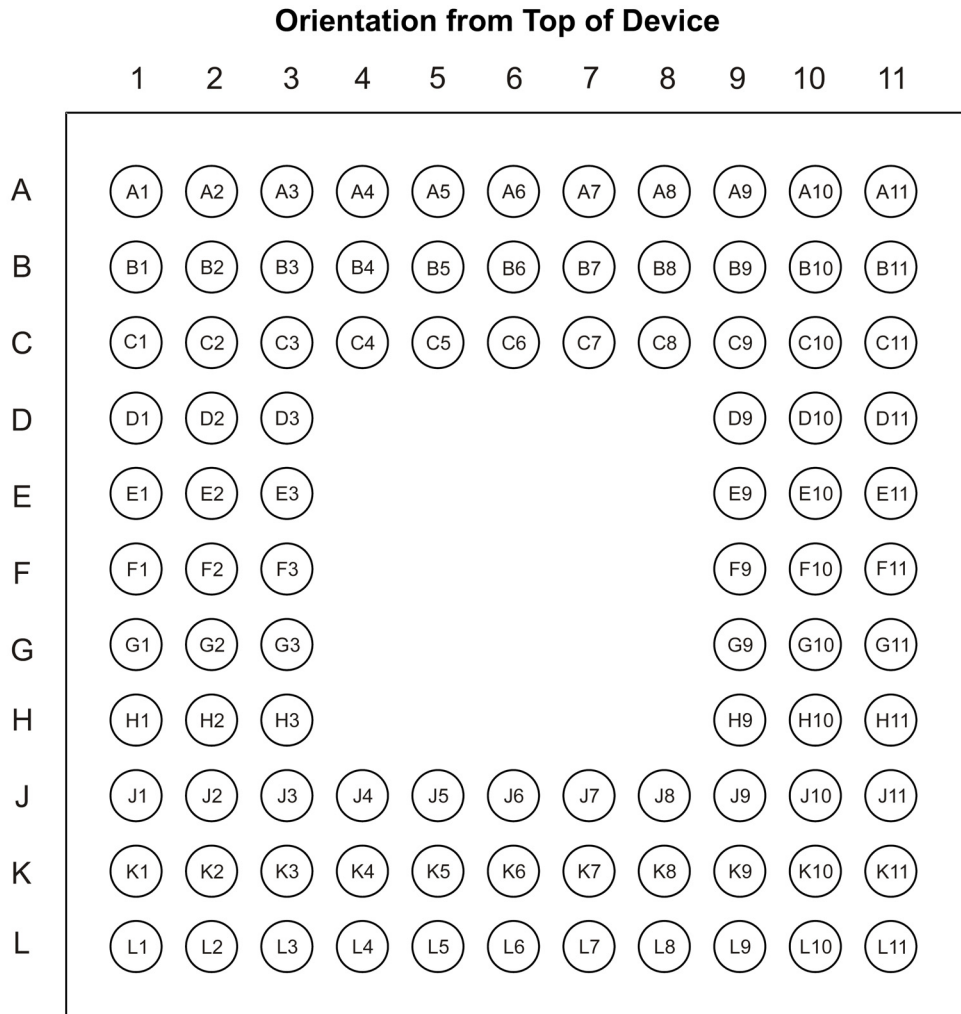 Orientation from Top of Device
1 2 3 4 5 6 7 8 9 10 11
A A1 A2 A3 A4 A5 A6 A7 A8 A9 A10 A11
B B1 B2 B3 B4 B5 B6 B7 B8 B9 B10 B11
C C1 C2 C3 C4 C5 C6 C7 C8 C9 C10 C11
D D1 D2 D3 D9 D10 D11
E E1 E2 E3 E9 E10 E11
F F1 F2 F3 F9 F10 F11
G G1 G2 G3 G9 G10 G11
H H1 H2 H3 H9 H10 H11
J J1 J2 J3 J4 J5 J6 J7 J8 J9 J10 J11
K K1 K2 K3 K4 K5 K6 K7 K8 K9 K10 K11
L L1 L2 L3 L4 L5 L6 L7 L8 L9 L10 L11